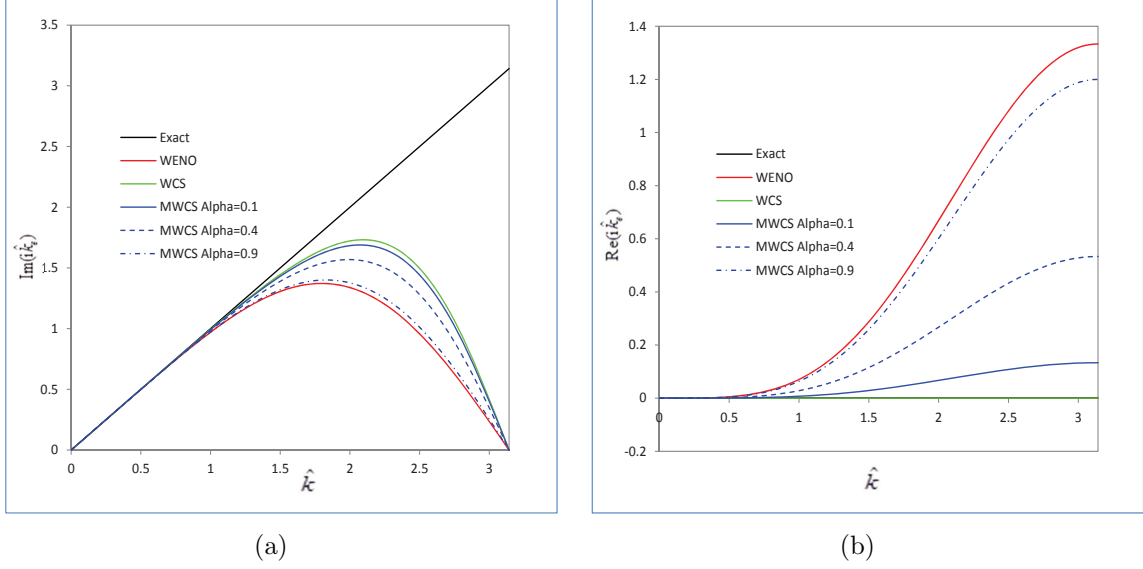 3.5
3
2.5
2
1.5
1
0.5
0
0 0.5 1 1.5 2 2.5 3
Im(ik̂ₑ)
k̂
Exact
WENO
WCS
MWCS Alpha=0.1
MWCS Alpha=0.4
MWCS Alpha=0.9
(a)
1.4
1.2
1
0.8
0.6
0.4
0.2
0
-0.2
0 0.5 1 1.5 2 2.5 3
Re(ik̂ₑ)
k̂
Exact
WENO
WCS
MWCS Alpha=0.1
MWCS Alpha=0.4
MWCS Alpha=0.9
(b)